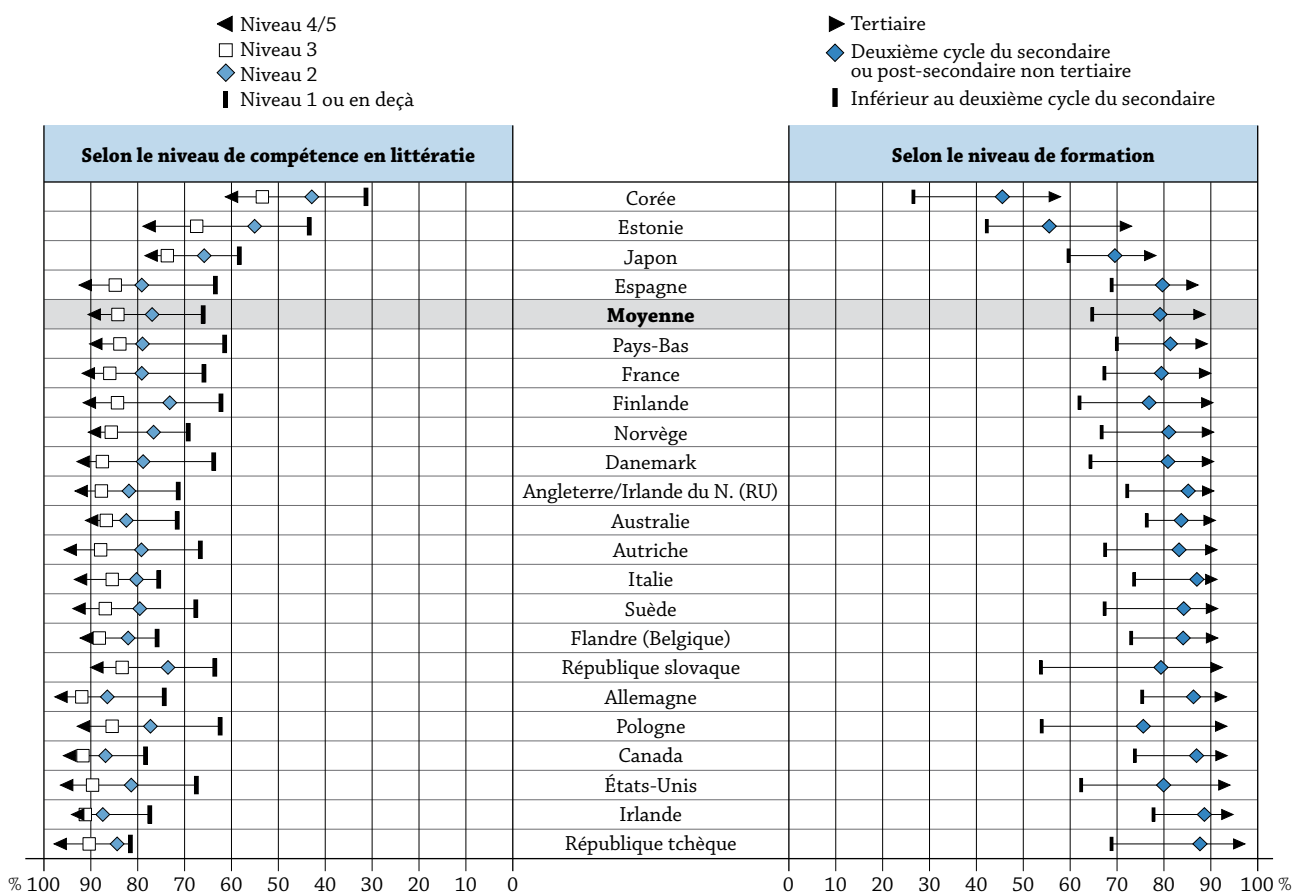 Niveau 4/5
Niveau 3
Niveau 2
Niveau 1 ou en deçà
Tertiaire
Deuxième cycle du secondaire
ou post-secondaire non tertiaire
Inférieur au deuxième cycle du secondaire
Selon le niveau de compétence en littératie
Selon le niveau de formation
Corée
Estonie
Japon
Espagne
Moyenne
Pays-Bas
France
Finlande
Norvège
Danemark
Angleterre/Irlande du N. (RU)
Australie
Autriche
Italie
Suède
Flandre (Belgique)
République slovaque
Allemagne
Pologne
Canada
États-Unis
Irlande
République tchèque
% 100 90 80 70 60 50 40 30 20 10 0
0 10 20 30 40 50 60 70 80 90 100 %